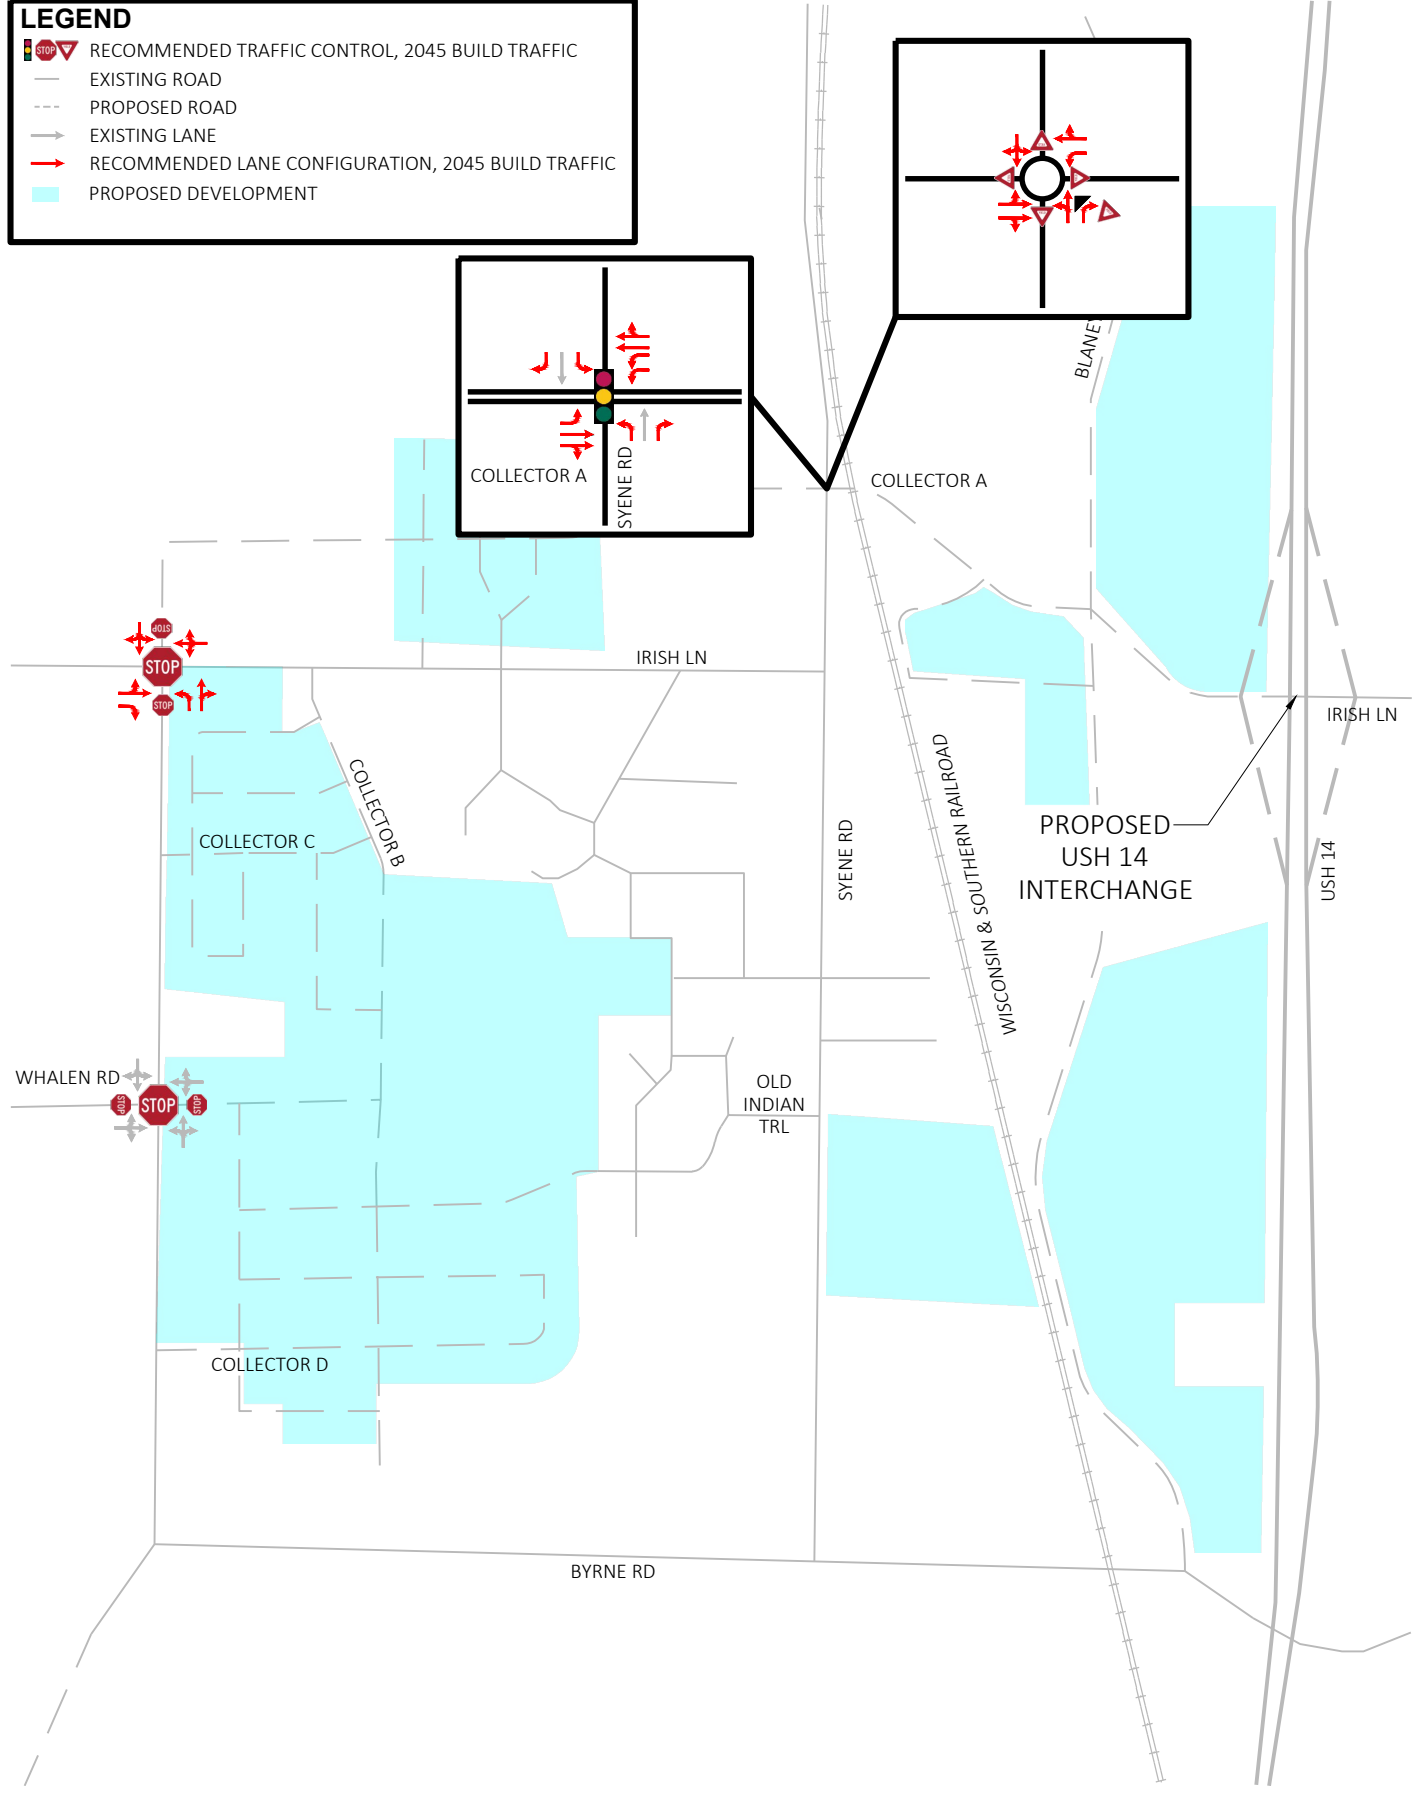 LEGEND
STOP RECOMMENDED TRAFFIC CONTROL, 2045 BUILD TRAFFIC
EXISTING ROAD
PROPOSED ROAD
EXISTING LANE
RECOMMENDED LANE CONFIGURATION, 2045 BUILD TRAFFIC
PROPOSED DEVELOPMENT
BLANEY
COLLECTOR A
SYENE RD
COLLECTOR A
STOP
STOP
STOP
IRISH LN
IRISH LN
COLLECTOR B
COLLECTOR C
SYENE RD
WISCONSIN & SOUTHERN RAILROAD
PROPOSED
USH 14
INTERCHANGE
USH 14
WHALEN RD
STOP
STOP
STOP
OLD
INDIAN
TRL
COLLECTOR D
BYRNE RD